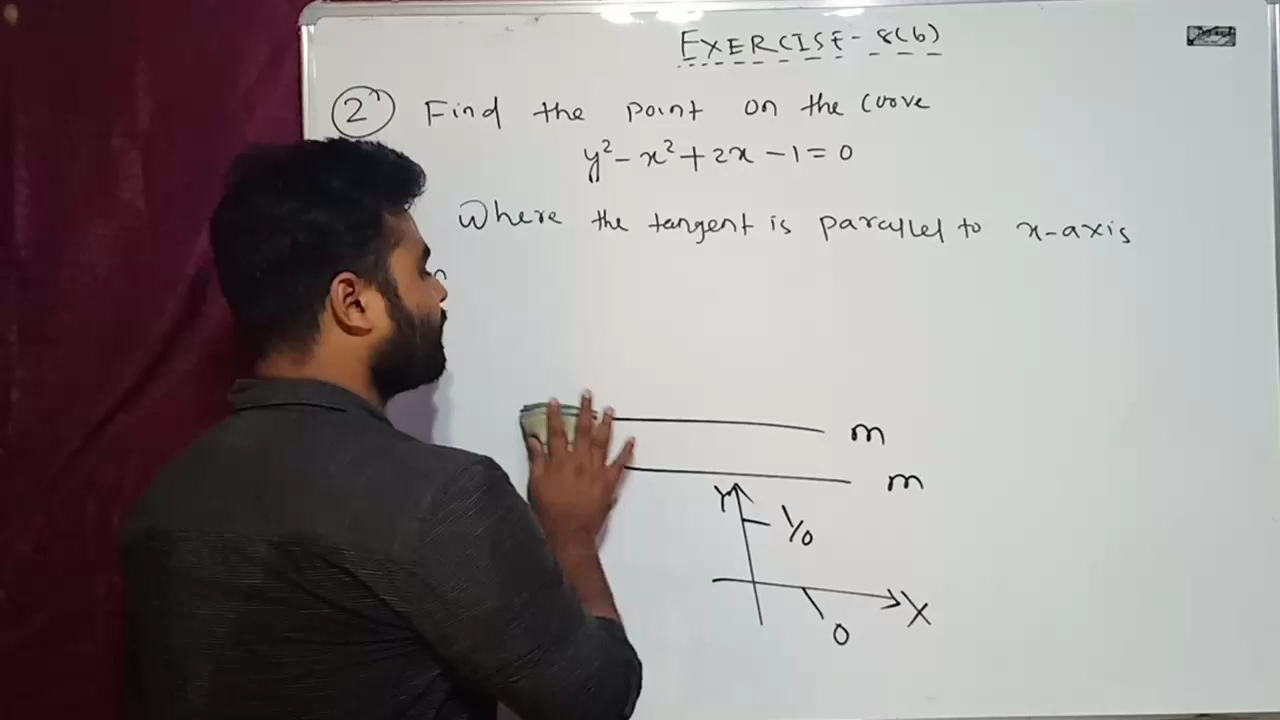 EXERCISE - 8(b)
2) Find the point on the curve
y² - x² + 2x - 1 = 0
Where the tangent is parallel to x-axis
n
m
m
Y
1/0
X
0